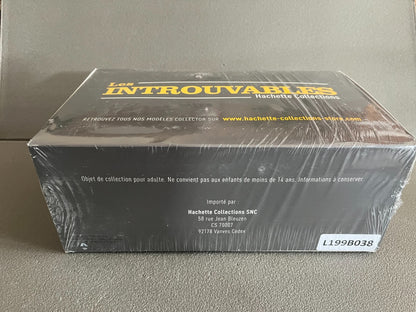 Les
INTROUVABLES
Hachette Collections
RETROUVEZ TOUS NOS MODÈLES COLLECTOR SUR www.hachette-collections-store.com
Objet de collection pour adulte. Ne convient pas aux enfants de moins de 14 ans. Informations à conserver.
Importé par :
Hachette Collections SNC
58 rue Jean Bleuzen
CS 70007
92178 Vanves Cedex
L199B038